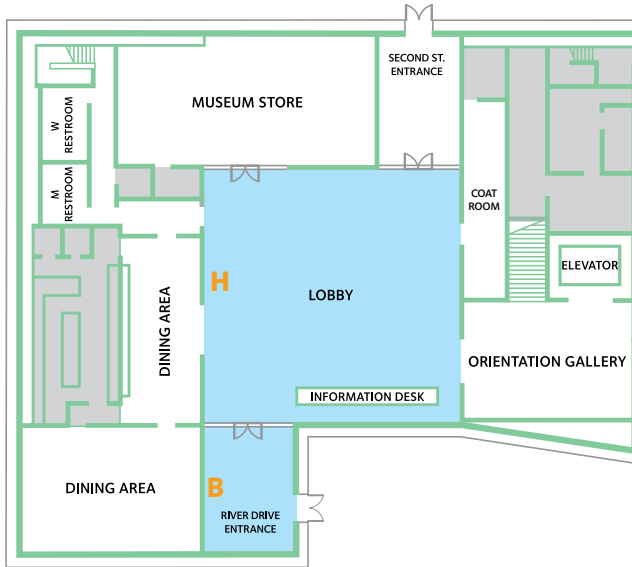 SECOND ST.
ENTRANCE
MUSEUM STORE
W
RESTROOM
M
RESTROOM
COAT
ROOM
ELEVATOR
H
LOBBY
DINING AREA
ORIENTATION GALLERY
INFORMATION DESK
DINING AREA
B
RIVER DRIVE
ENTRANCE